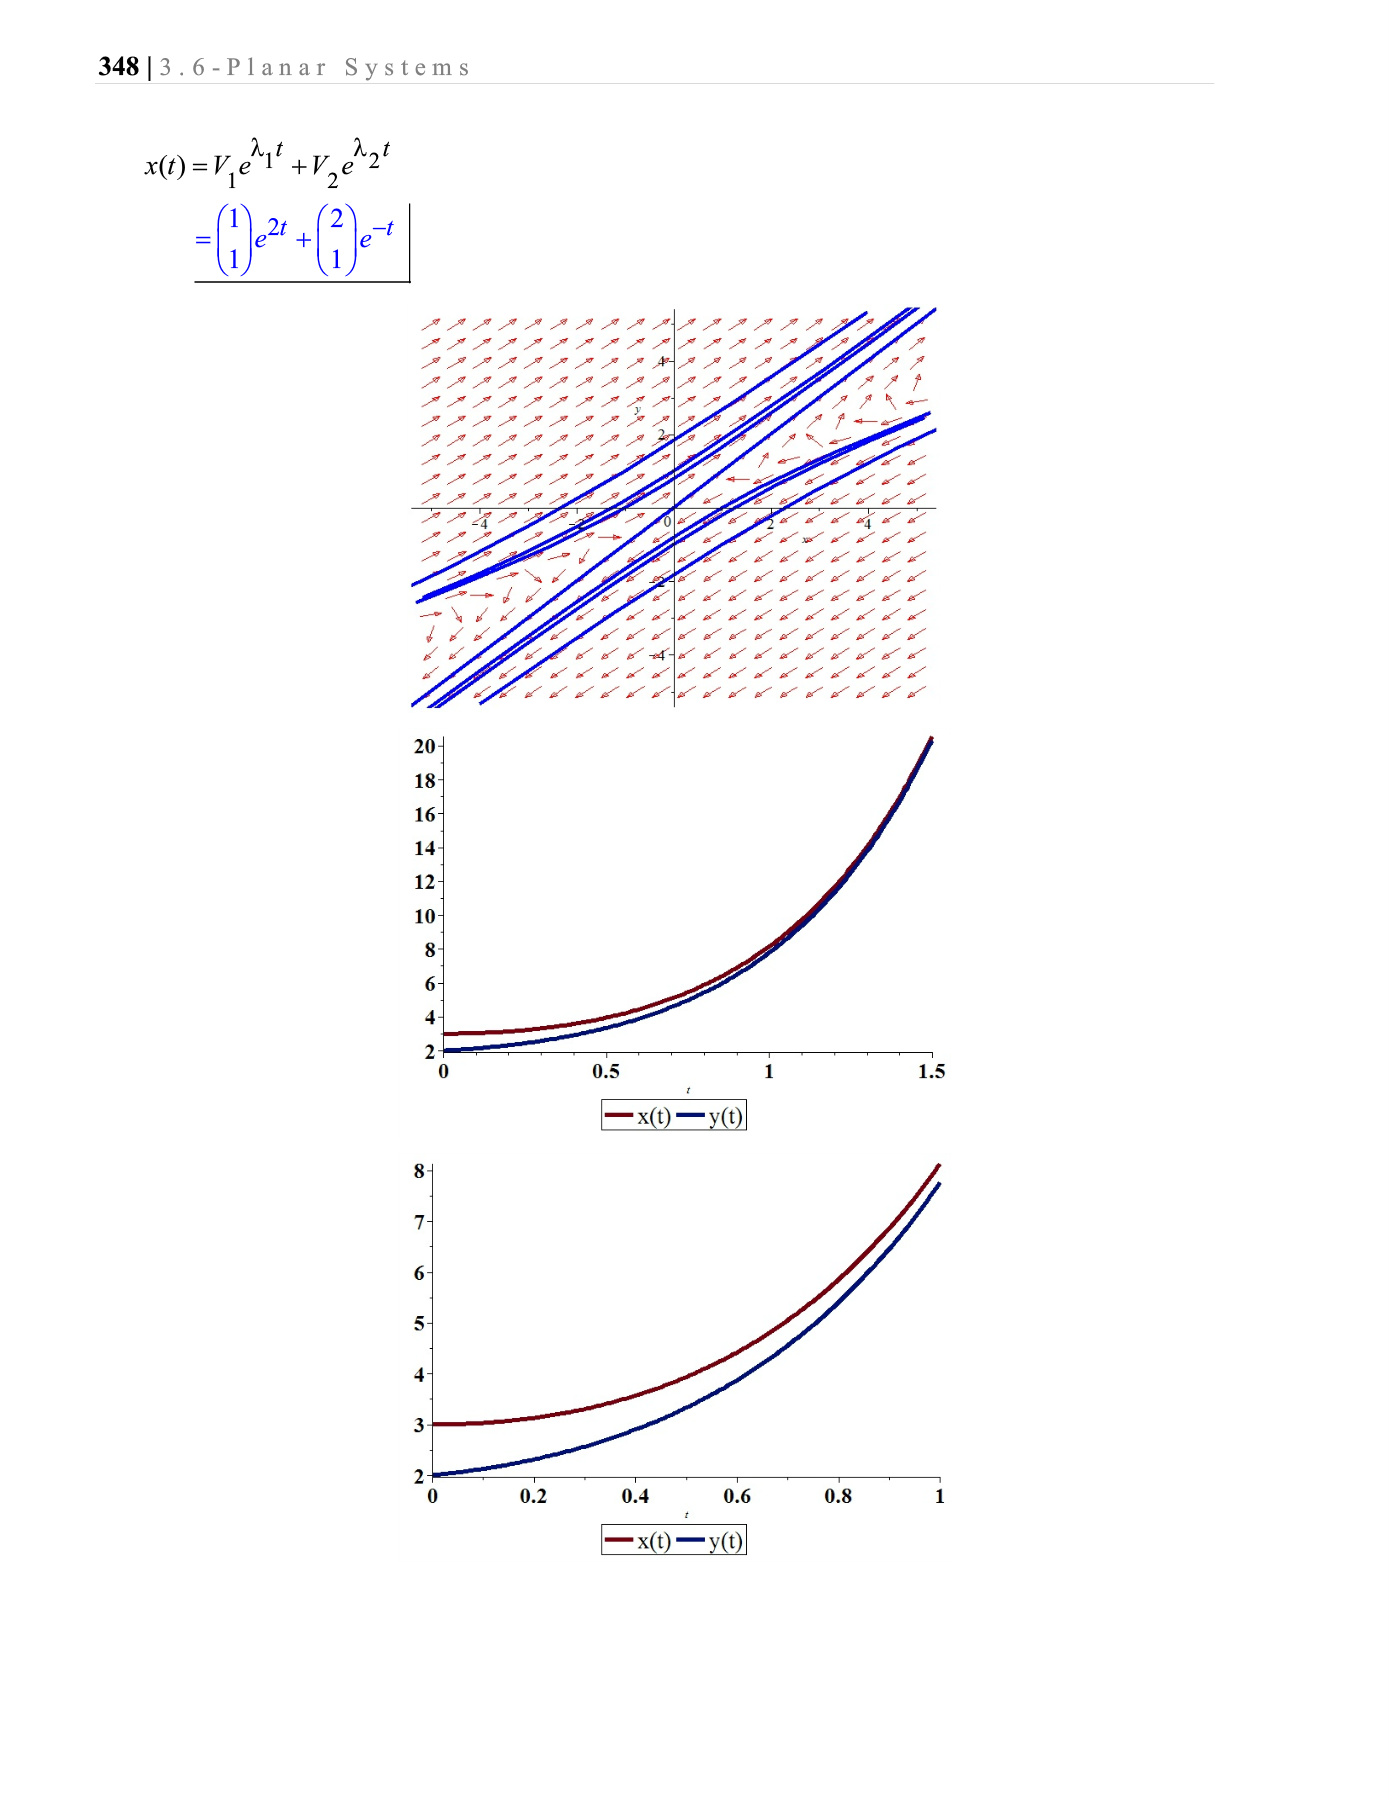 348 | 3.6-Planar Systems
x(t) = V₁e^{λ₁t} + V₂e^{λ₂t}
= (1 1) e^{2t} + (2 1) e^{-t}
4
y
2
-4 -2 0 2 4
x
-2
-4
20
18
16
14
12
10
8
6
4
2
0 0.5 1 1.5
t
x(t) y(t)
8
7
6
5
4
3
2
0 0.2 0.4 0.6 0.8 1
t
x(t) y(t)